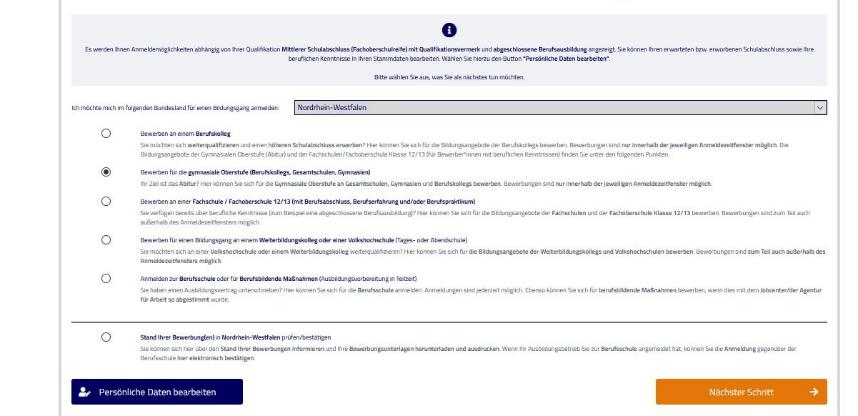 Es werden Ihnen Anmeldemöglichkeiten abhängig von Ihrer Qualifikation Mittlerer Schulabschluss (Fachoberschulreife) mit Qualifikationsvermerk und abgeschlossene Berufsausbildung angezeigt. Sie können Ihren erwarteten bzw. erworbenen Schulabschluss sowie Ihre
beruflichen Kenntnisse in Ihren Stammdaten bearbeiten. Wählen Sie hierzu den Button "Persönliche Daten bearbeiten".
Bitte wählen Sie aus, was Sie als nächstes tun möchten.
Ich möchte mich im folgenden Bundesland für einen Bildungsgang anmelden: Nordrhein-Westfalen
Bewerben an einem Berufskolleg
Sie möchten sich weiterqualifizieren und einen höheren Schulabschluss erwerben? Hier können Sie sich für die Bildungsangebote der Berufskollegs bewerben. Bewerbungen sind nur innerhalb der jeweiligen Anmeldezeitfenster möglich. Die
Bildungsangebote der Gymnasialen Oberstufe (Abitur) und der Fachschulen/Fachoberschule Klasse 12/13 (für Bewerber*innen mit beruflichen Kenntnissen) finden Sie unter den folgenden Punkten.
Bewerben für die gymnasiale Oberstufe (Berufskollegs, Gesamtschulen, Gymnasien)
Ihr Ziel ist das Abitur? Hier können Sie sich für die Gymnasiale Oberstufe an Gesamtschulen, Gymnasien und Berufskollegs bewerben. Bewerbungen sind nur innerhalb der jeweiligen Anmeldezeitfenster möglich.
Bewerben an einer Fachschule / Fachoberschule 12/13 (mit Berufsabschluss, Berufserfahrung und/oder Berufspraktikum)
Sie verfügen bereits über berufliche Kenntnisse (zum Beispiel eine abgeschlossene Berufsausbildung)? Hier können Sie sich für die Bildungsangebote der Fachschulen und der Fachoberschule Klasse 12/13 bewerben. Bewerbungen sind zum Teil auch
außerhalb des Anmeldezeitfensters möglich.
Bewerben für einen Bildungsgang an einem Weiterbildungskolleg oder einer Volkshochschule (Tages- oder Abendschule)
Sie möchten sich an einer Volkshochschule oder einem Weiterbildungskolleg weiterqualifizieren? Hier können Sie sich für die Bildungsangebote der Weiterbildungskollegs und Volkshochschulen bewerben. Bewerbungen sind zum Teil auch außerhalb des
Anmeldezeitfensters möglich.
Anmelden zur Berufsschule oder für Berufsbildende Maßnahmen (Ausbildungsvorbereitung in Teilzeit)
Sie haben einen Ausbildungsvertrag unterschrieben? Hier können Sie sich für die Berufsschule anmelden. Anmeldungen sind jederzeit möglich. Ebenso können Sie sich für berufsbildende Maßnahmen bewerben, wenn dies mit dem Jobcenter/der Agentur
für Arbeit so abgestimmt wurde.
Stand Ihrer Bewerbung(en) in Nordrhein-Westfalen prüfen/bestätigen
Sie können sich hier über den Stand Ihrer Bewerbungen informieren und Ihre Bewerbungsunterlagen herunterladen und ausdrucken. Wenn Ihr Ausbildungsbetrieb Sie zur Berufsschule angemeldet hat, können Sie die Anmeldung gegenüber der
Berufsschule hier elektronisch bestätigen.
Persönliche Daten bearbeiten
Nächster Schritt